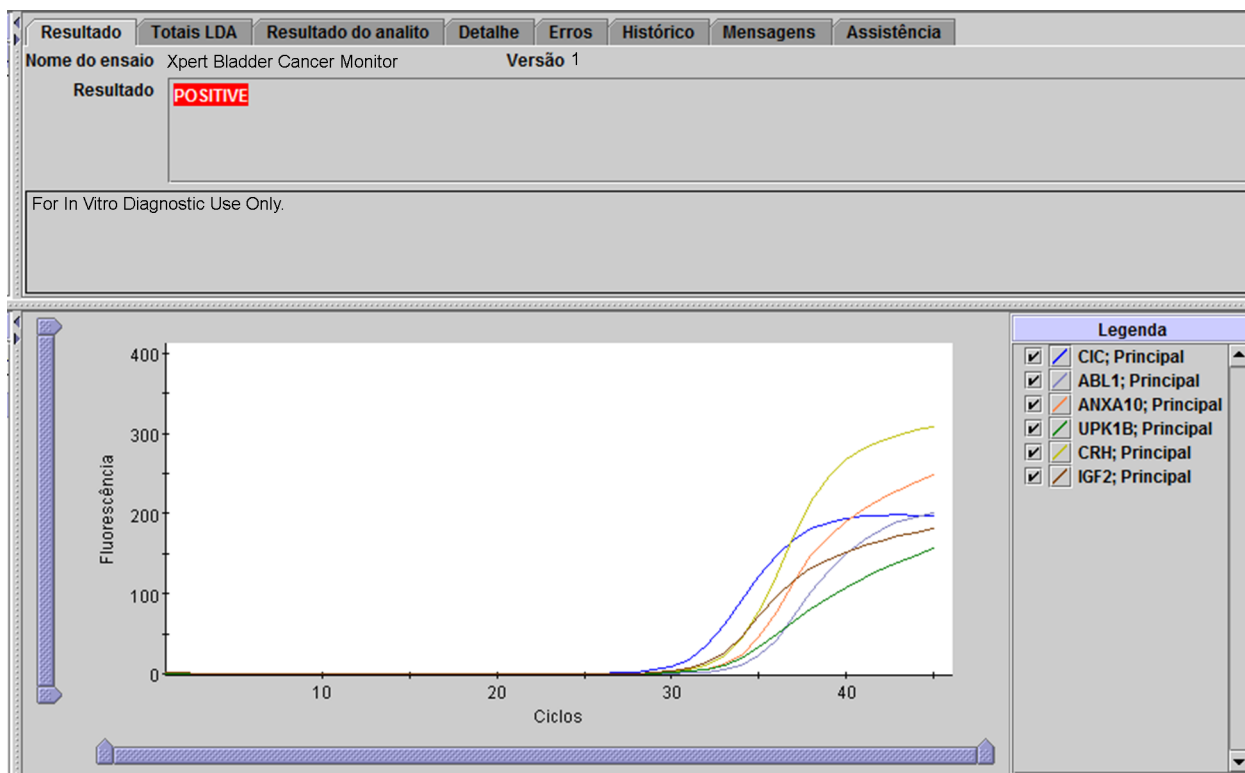 Resultado Totais LDA Resultado do analito Detalhe Erros Histórico Mensagens Assistência
Nome do ensaio Xpert Bladder Cancer Monitor Versão 1
Resultado POSITIVE
For In Vitro Diagnostic Use Only.
Legenda
CIC; Principal
ABL1; Principal
ANXA10; Principal
UPK1B; Principal
CRH; Principal
IGF2; Principal
Fluorescência
400
300
200
100
0
10 20 30 40
Ciclos